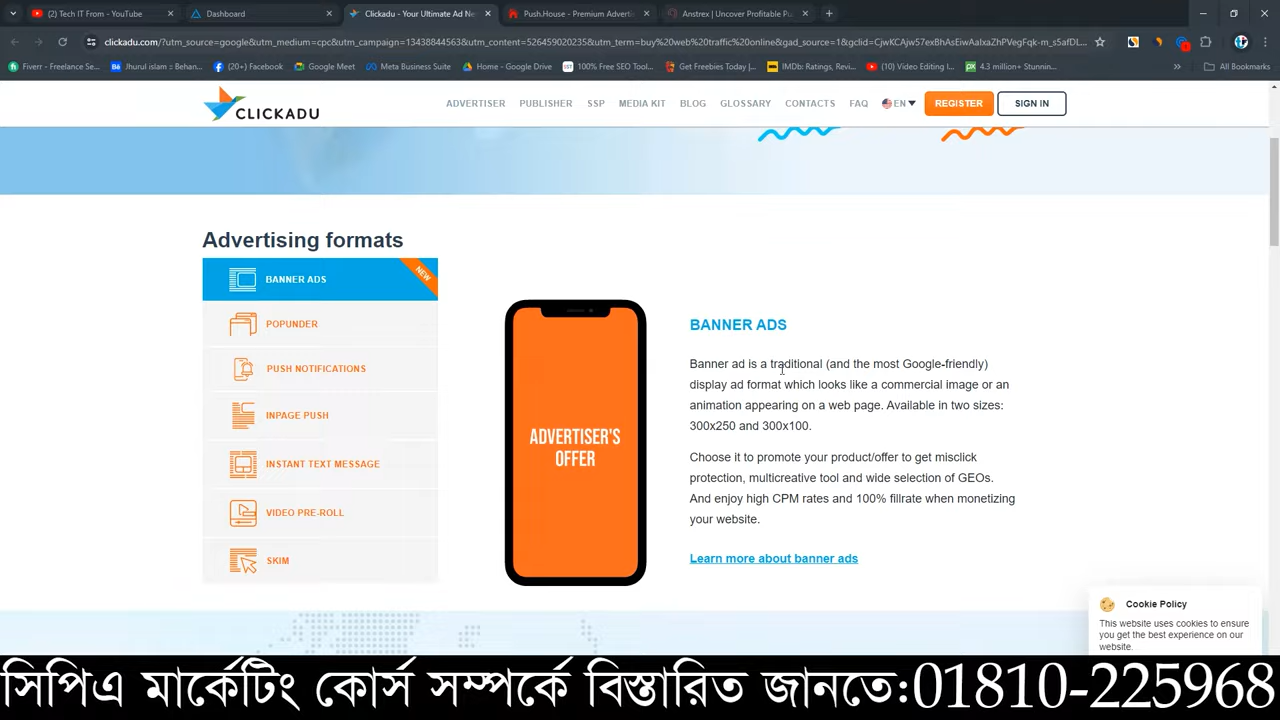 (2) Tech IT From - YouTube
Dashboard
Clickadu - Your Ultimate Ad Ne
Push.House - Premium Adverti
Anstrex | Uncover Profitable Pu
clickadu.com/?utm_source=google&utm_medium=cpc&utm_campaign=13438844563&utm_content=526459020235&utm_term=buy%20web%20traffic%20online&gad_source=1&gclid=
Fiverr - Freelance Se...
Jhurul islam :: Behan...
(20+) Facebook
Google Meet
Meta Business Suite
Home - Google Drive
100% Free SEO Tool...
Get Freebies Today |...
IMDb: Ratings, Revi...
(10) Video Editing I...
4.3 million+ Stunnin...
All Bookmarks
CLICKADU
ADVERTISER
PUBLISHER
SSP
MEDIA KIT
BLOG
GLOSSARY
CONTACTS
FAQ
EN
REGISTER
SIGN IN
Advertising formats
BANNER ADS
NEW
POPUNDER
PUSH NOTIFICATIONS
INPAGE PUSH
INSTANT TEXT MESSAGE
VIDEO PRE-ROLL
SKIM
ADVERTISER'S
OFFER
BANNER ADS
Banner ad is a traditional (and the most Google-friendly)
display ad format which looks like a commercial image or an
animation appearing on a web page. Available in two sizes:
300x250 and 300x100.
Choose it to promote your product/offer to get misclick
protection, multicreative tool and wide selection of GEOs.
And enjoy high CPM rates and 100% fillrate when monetizing
your website.
Learn more about banner ads
Cookie Policy
This website uses cookies to ensure
you get the best experience on our
website.
সিপিএ মার্কেটিং কোর্স সম্পর্কে বিস্তারিত জানতে:01810-225968